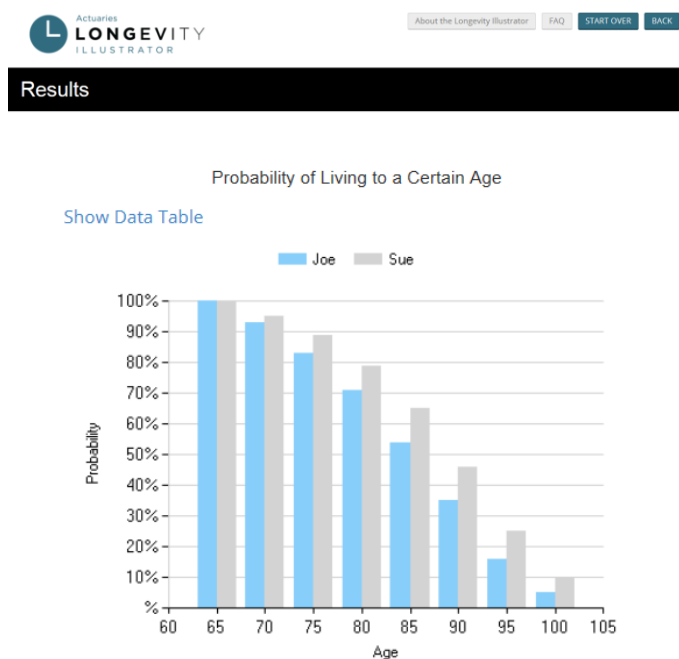 Actuaries
LONGEVITY
ILLUSTRATOR
About the Longevity Illustrator FAQ START OVER BACK
Results
Probability of Living to a Certain Age
Show Data Table
Joe Sue
100%
90%
80%
70%
60%
50%
40%
30%
20%
10%
%
Probability
60 65 70 75 80 85 90 95 100 105
Age